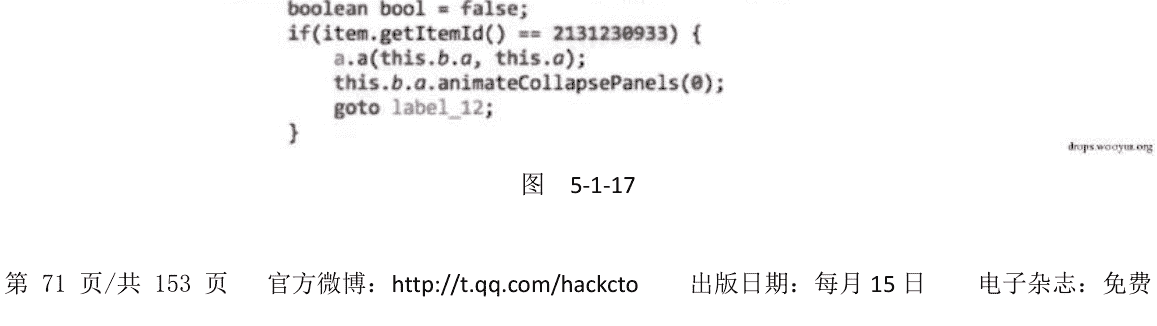 boolean bool = false;
if(item.getItemId() == 2131230933) {
a.a(this.b.a, this.a);
this.b.a.animateCollapsePanels(0);
goto label_12;
}
drops.wooyun.org
图 5-1-17
第 71 页/共 153 页 官方微博：http://t.qq.com/hackcto 出版日期：每月 15 日 电子杂志：免费